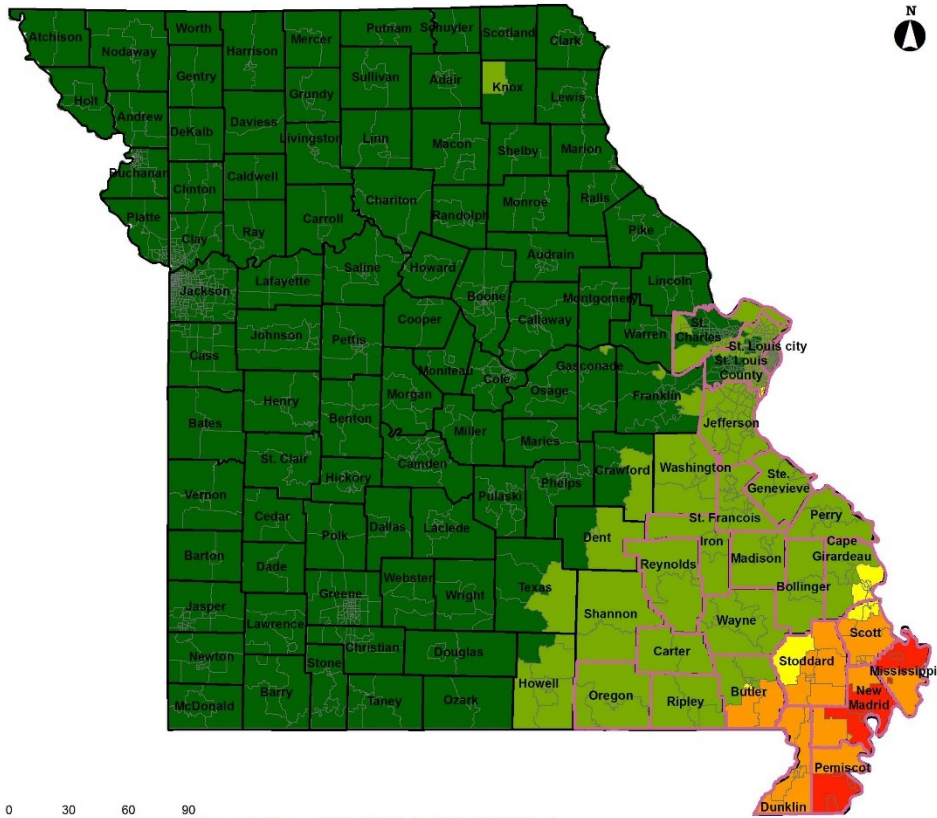 N
Atchison
Nodaway
Worth
Harrison
Mercer
Putnam
Schuyler
Scotland
Clark
Gentry
Sullivan
Adair
Knox
Lewis
Holt
Andrew
DeKalb
Daviess
Grundy
Livingston
Linn
Macon
Shelby
Marion
Buchanan
Clinton
Caldwell
Chariton
Randolph
Monroe
Ralls
Platte
Clay
Ray
Carroll
Pike
Audrain
Saline
Howard
Lincoln
Jackson
Lafayette
Boone
Callaway
Montgomery
Cooper
Warren
St.
Charles
St. Louis city
St. Louis
County
Johnson
Pettis
Cass
Moniteau
Cole
Gasconade
Osage
Franklin
Henry
Morgan
Benton
Jefferson
Bates
Miller
Maries
St. Clair
Camden
Crawford
Washington
Hickory
Phelps
Pulaski
Ste.
Genevieve
Vernon
Cedar
St. Francois
Perry
Polk
Dallas
Laclede
Dent
Iron
Madison
Cape
Girardeau
Barton
Dade
Reynolds
Bollinger
Greene
Webster
Wright
Texas
Jasper
Shannon
Wayne
Lawrence
Scott
Christian
Douglas
Carter
Newton
Stone
Stoddard
Mississippi
Barry
Howell
Oregon
Ripley
Butler
New
Madrid
McDonald
Taney
Ozark
Pemiscot
Dunklin
0 30 60 90